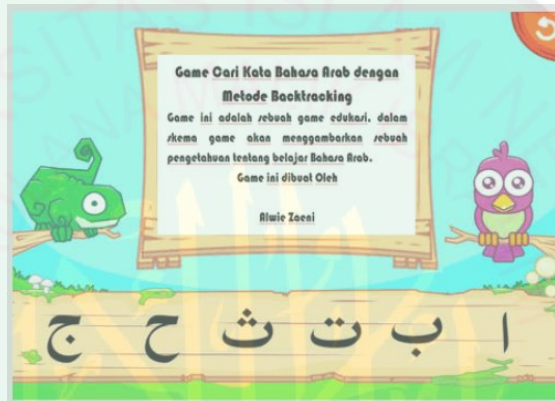 Game Cari Kata Bahasa Arab dengan
Metode Backtracking
Game ini adalah sebuah game edukasi, dalam
skema game akan menggambarkan sebuah
pengetahuan tentang belajar Bahasa Arab.
Game ini dibuat Oleh
Alwie Zaeni
ا ب ت ث ح ج